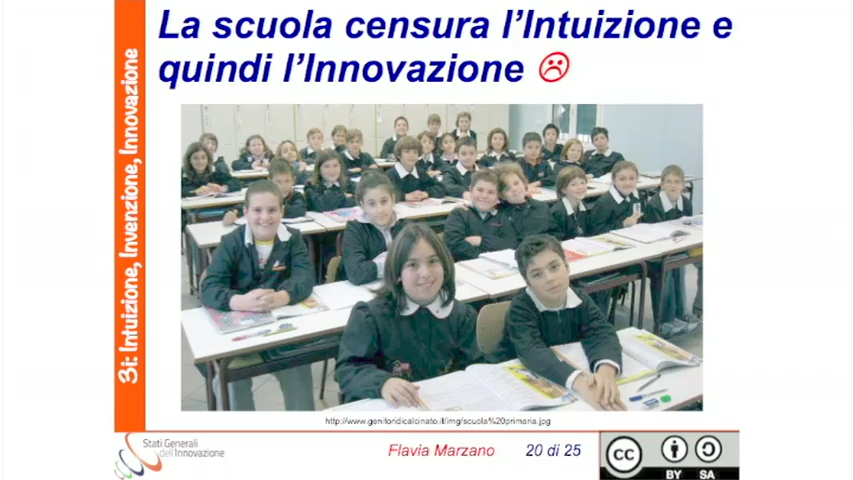 La scuola censura l'Intuizione e
quindi l'Innovazione
3i: Intuizione, Invenzione, Innovazione
http://www.genitoridicalcinato.it/img/scuola%20primaria.jpg
Stati Generali
dell'Innovazione
Flavia Marzano
20 di 25
CC
BY SA